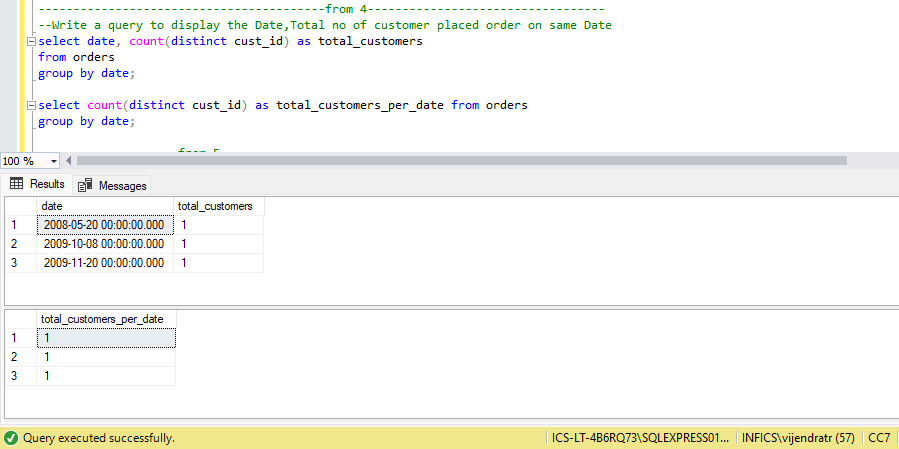 --------------------------------------from 4-------------------------------
--Write a query to display the Date,Total no of customer placed order on same Date
select date, count(distinct cust_id) as total_customers
from orders
group by date;
select count(distinct cust_id) as total_customers_per_date from orders
group by date;
from 5
100 %
Results Messages
date total_customers
1 2008-05-20 00:00:00.000 1
2 2009-10-08 00:00:00.000 1
3 2009-11-20 00:00:00.000 1
total_customers_per_date
1 1
2 1
3 1
Query executed successfully. ICS-LT-4B6RQ73\SQLEXPRESS01... INFICS\vijendratr (57) CC7